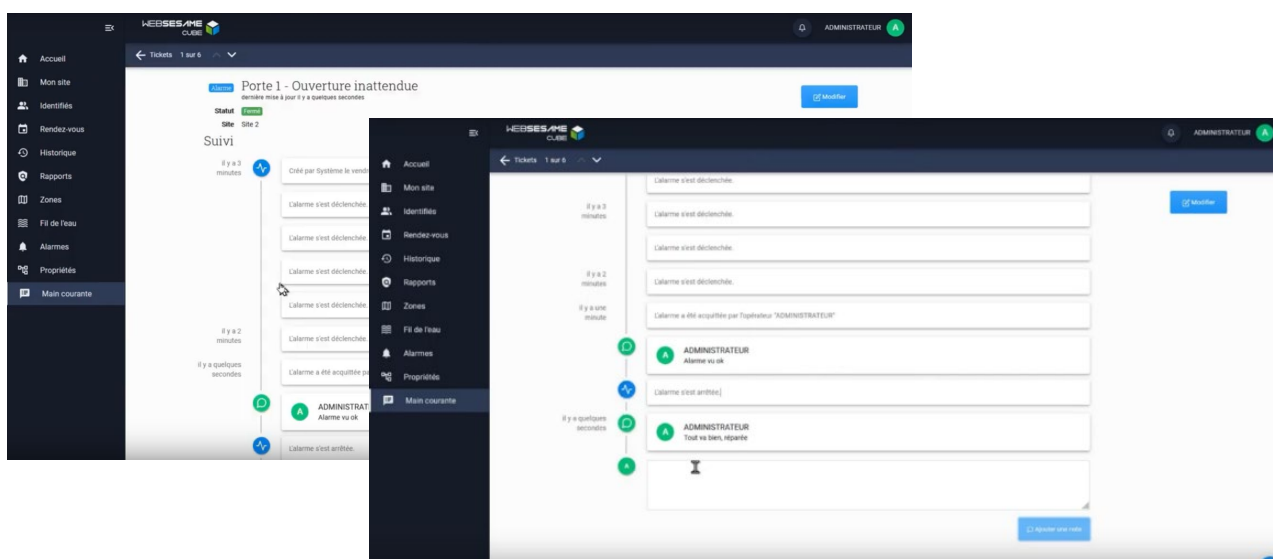 WEBSESAME
CUBE
ADMINISTRATEUR
A
Tickets 1 sur 6
Accueil
Mon site
Identifiés
Rendez-vous
Historique
Rapports
Zones
Fil de l'eau
Alarmes
Propriétés
Main courante
Alarme
Porte 1 - Ouverture inattendue
dernière mise à jour il y a quelques secondes
Modifier
Statut Fermé
Site Site 2
Suivi
il y a 3
minutes
Créé par Système le
L'alarme s'est déclenchée.
L'alarme s'est déclenchée.
L'alarme s'est déclenchée.
L'alarme s'est déclenchée.
il y a 2
minutes
L'alarme s'est déclenchée.
il y a quelques
secondes
L'alarme a été acquittée
A
ADMINISTRAT
Alarme vu ok
L'alarme s'est arrêtée.
WEBSESAME
CUBE
ADMINISTRATEUR
A
Tickets 1 sur 6
Accueil
Mon site
Identifiés
Rendez-vous
Historique
Rapports
Zones
Fil de l'eau
Alarmes
Propriétés
Main courante
L'alarme s'est déclenchée.
Modifier
il y a 3
minutes
L'alarme s'est déclenchée.
L'alarme s'est déclenchée.
il y a 2
minutes
L'alarme s'est déclenchée.
il y a une
minute
L'alarme a été acquittée par l'opérateur "ADMINISTRATEUR"
A
ADMINISTRATEUR
Alarme vu ok
L'alarme s'est arrêtée.
il y a quelques
secondes
A
ADMINISTRATEUR
Tout va bien, réparée
A
Ajouter une note